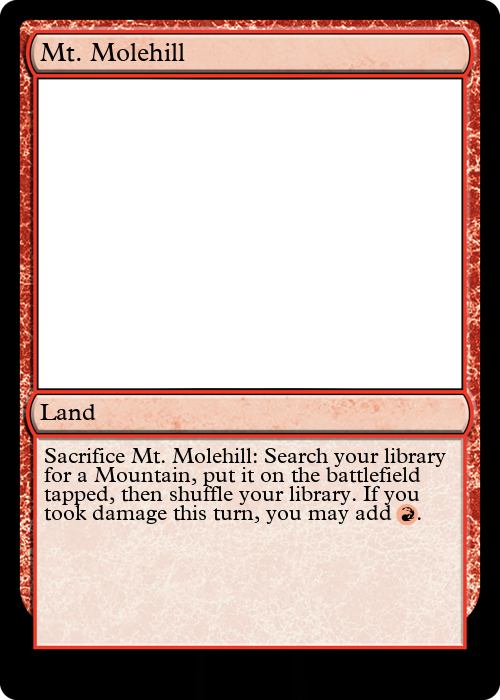 Mt. Molehill
Land
Sacrifice Mt. Molehill: Search your library
for a Mountain, put it on the battlefield
tapped, then shuffle your library. If you
took damage this turn, you may add .